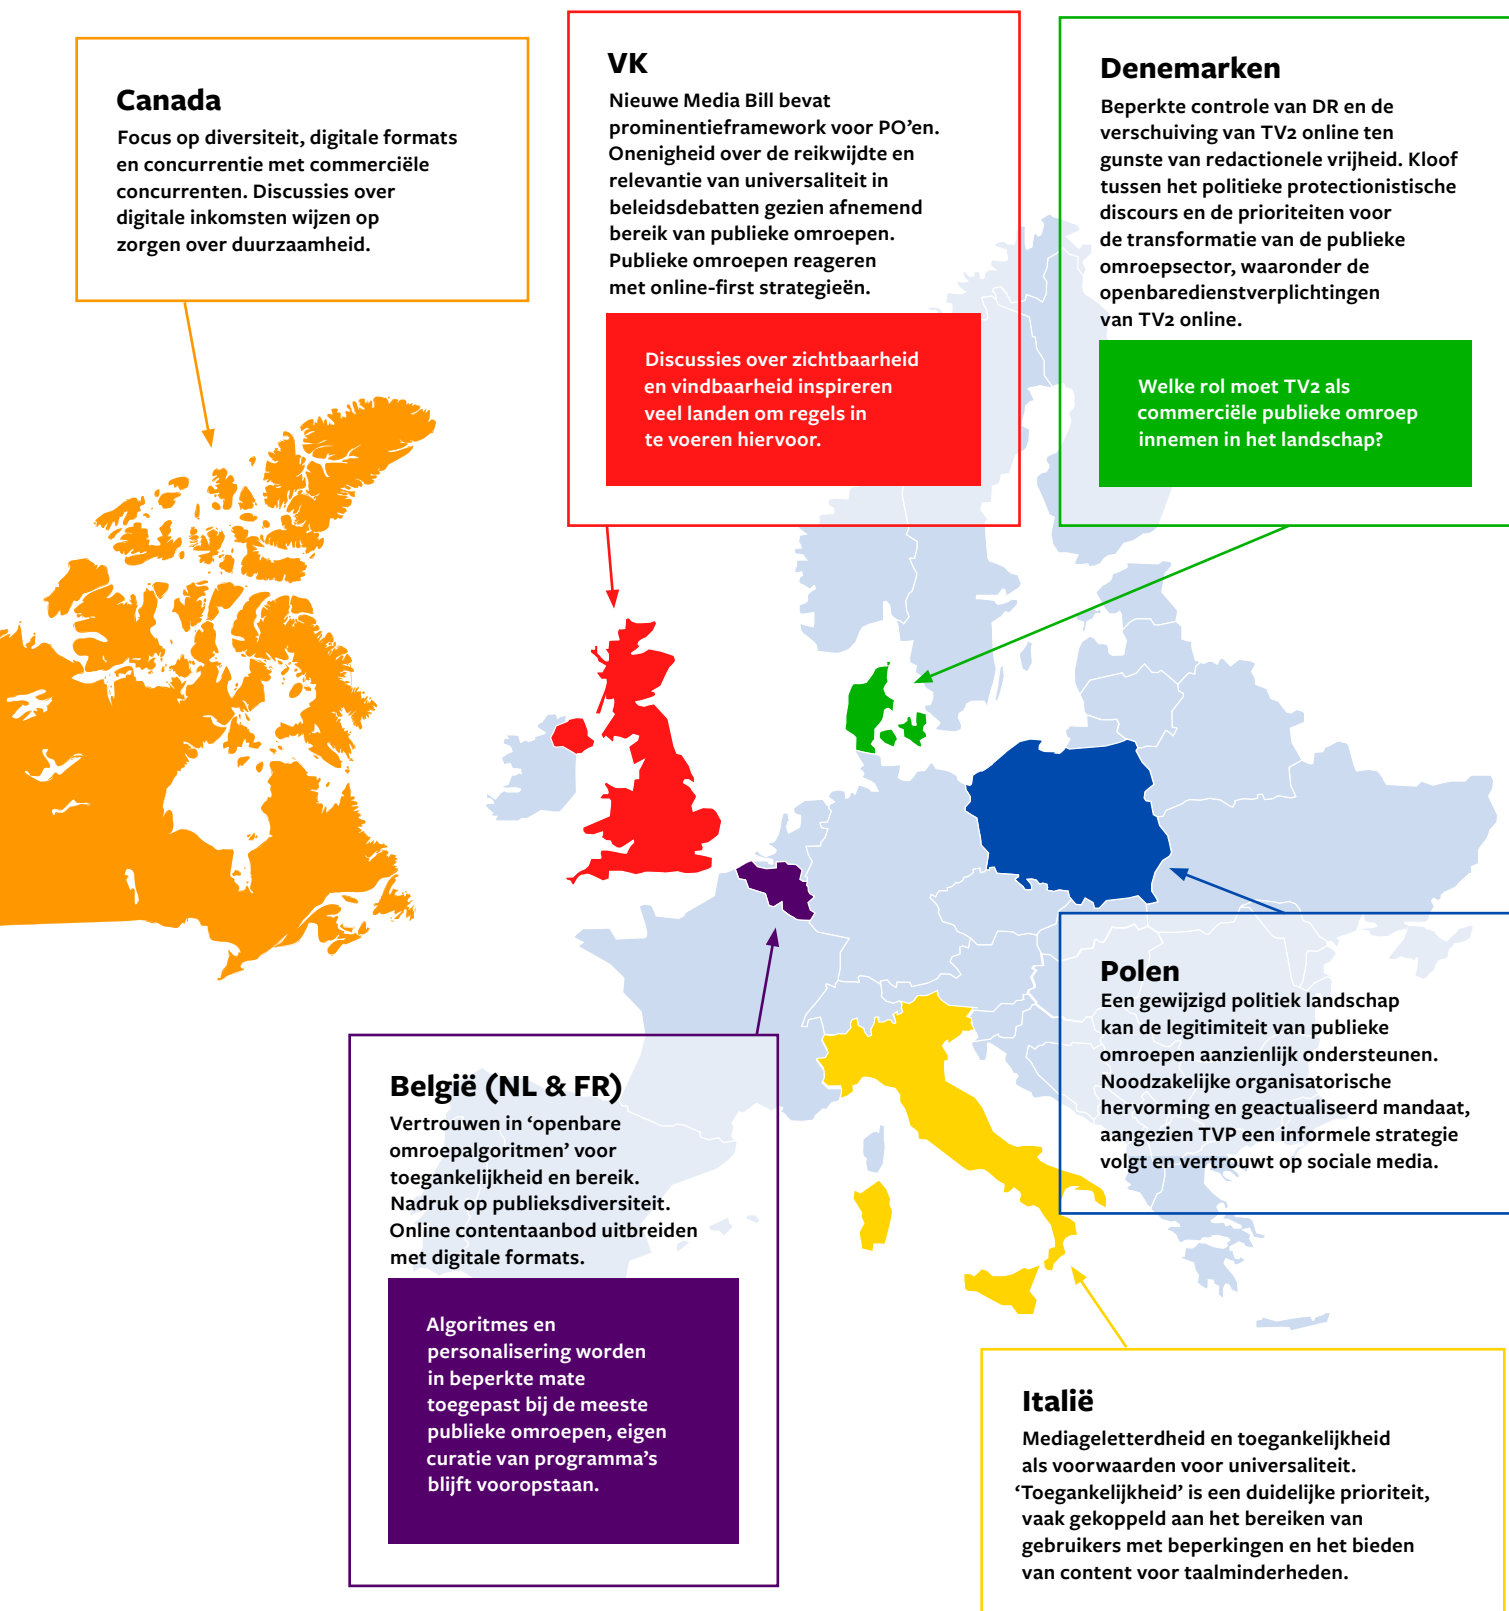 Canada
Focus op diversiteit, digitale formats
en concurrentie met commerciële
concurrenten. Discussies over
digitale inkomsten wijzen op
zorgen over duurzaamheid.
VK
Nieuwe Media Bill bevat
prominentieframework voor PO’en.
Onenigheid over de reikwijdte en
relevantie van universaliteit in
beleidsdebatten gezien afnemend
bereik van publieke omroepen.
Publieke omroepen reageren
met online-first strategieën.
Discussies over zichtbaarheid
en vindbaarheid inspireren
veel landen om regels in
te voeren hiervoor.
Denemarken
Beperkte controle van DR en de
verschuiving van TV2 online ten
gunste van redactionele vrijheid. Kloof
tussen het politieke protectionistische
discours en de prioriteiten voor
de transformatie van de publieke
omroepsector, waaronder de
openbaredienstverplichtingen
van TV2 online.
Welke rol moet TV2 als
commerciële publieke omroep
innemen in het landschap?
Polen
Een gewijzigd politiek landschap
kan de legitimiteit van publieke
omroepen aanzienlijk ondersteunen.
Noodzakelijke organisatorische
hervorming en geactualiseerd mandaat,
aangezien TVP een informele strategie
volgt en vertrouwt op sociale media.
België (NL & FR)
Vertrouwen in ‘openbare
omroepalgoritmen’ voor
toegankelijkheid en bereik.
Nadruk op publieksdiversiteit.
Online contentaanbod uitbreiden
met digitale formats.
Algoritmes en
personalisering worden
in beperkte mate
toegepast bij de meeste
publieke omroepen, eigen
curatie van programma’s
blijft vooropstaan.
Italië
Mediageletterdheid en toegankelijkheid
als voorwaarden voor universaliteit.
‘Toegankelijkheid’ is een duidelijke prioriteit,
vaak gekoppeld aan het bereiken van
gebruikers met beperkingen en het bieden
van content voor taalminderheden.